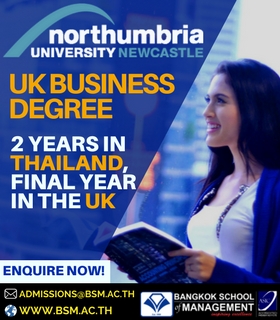 northumbria
UNIVERSITY NEWCASTLE
UK BUSINESS
DEGREE
2 YEARS IN
THAILAND,
FINAL YEAR
IN THE UK
ENQUIRE NOW!
ADMISSIONS@BSM.AC.TH
WWW.BSM.AC.TH
BANGKOK SCHOOL
of MANAGEMENT